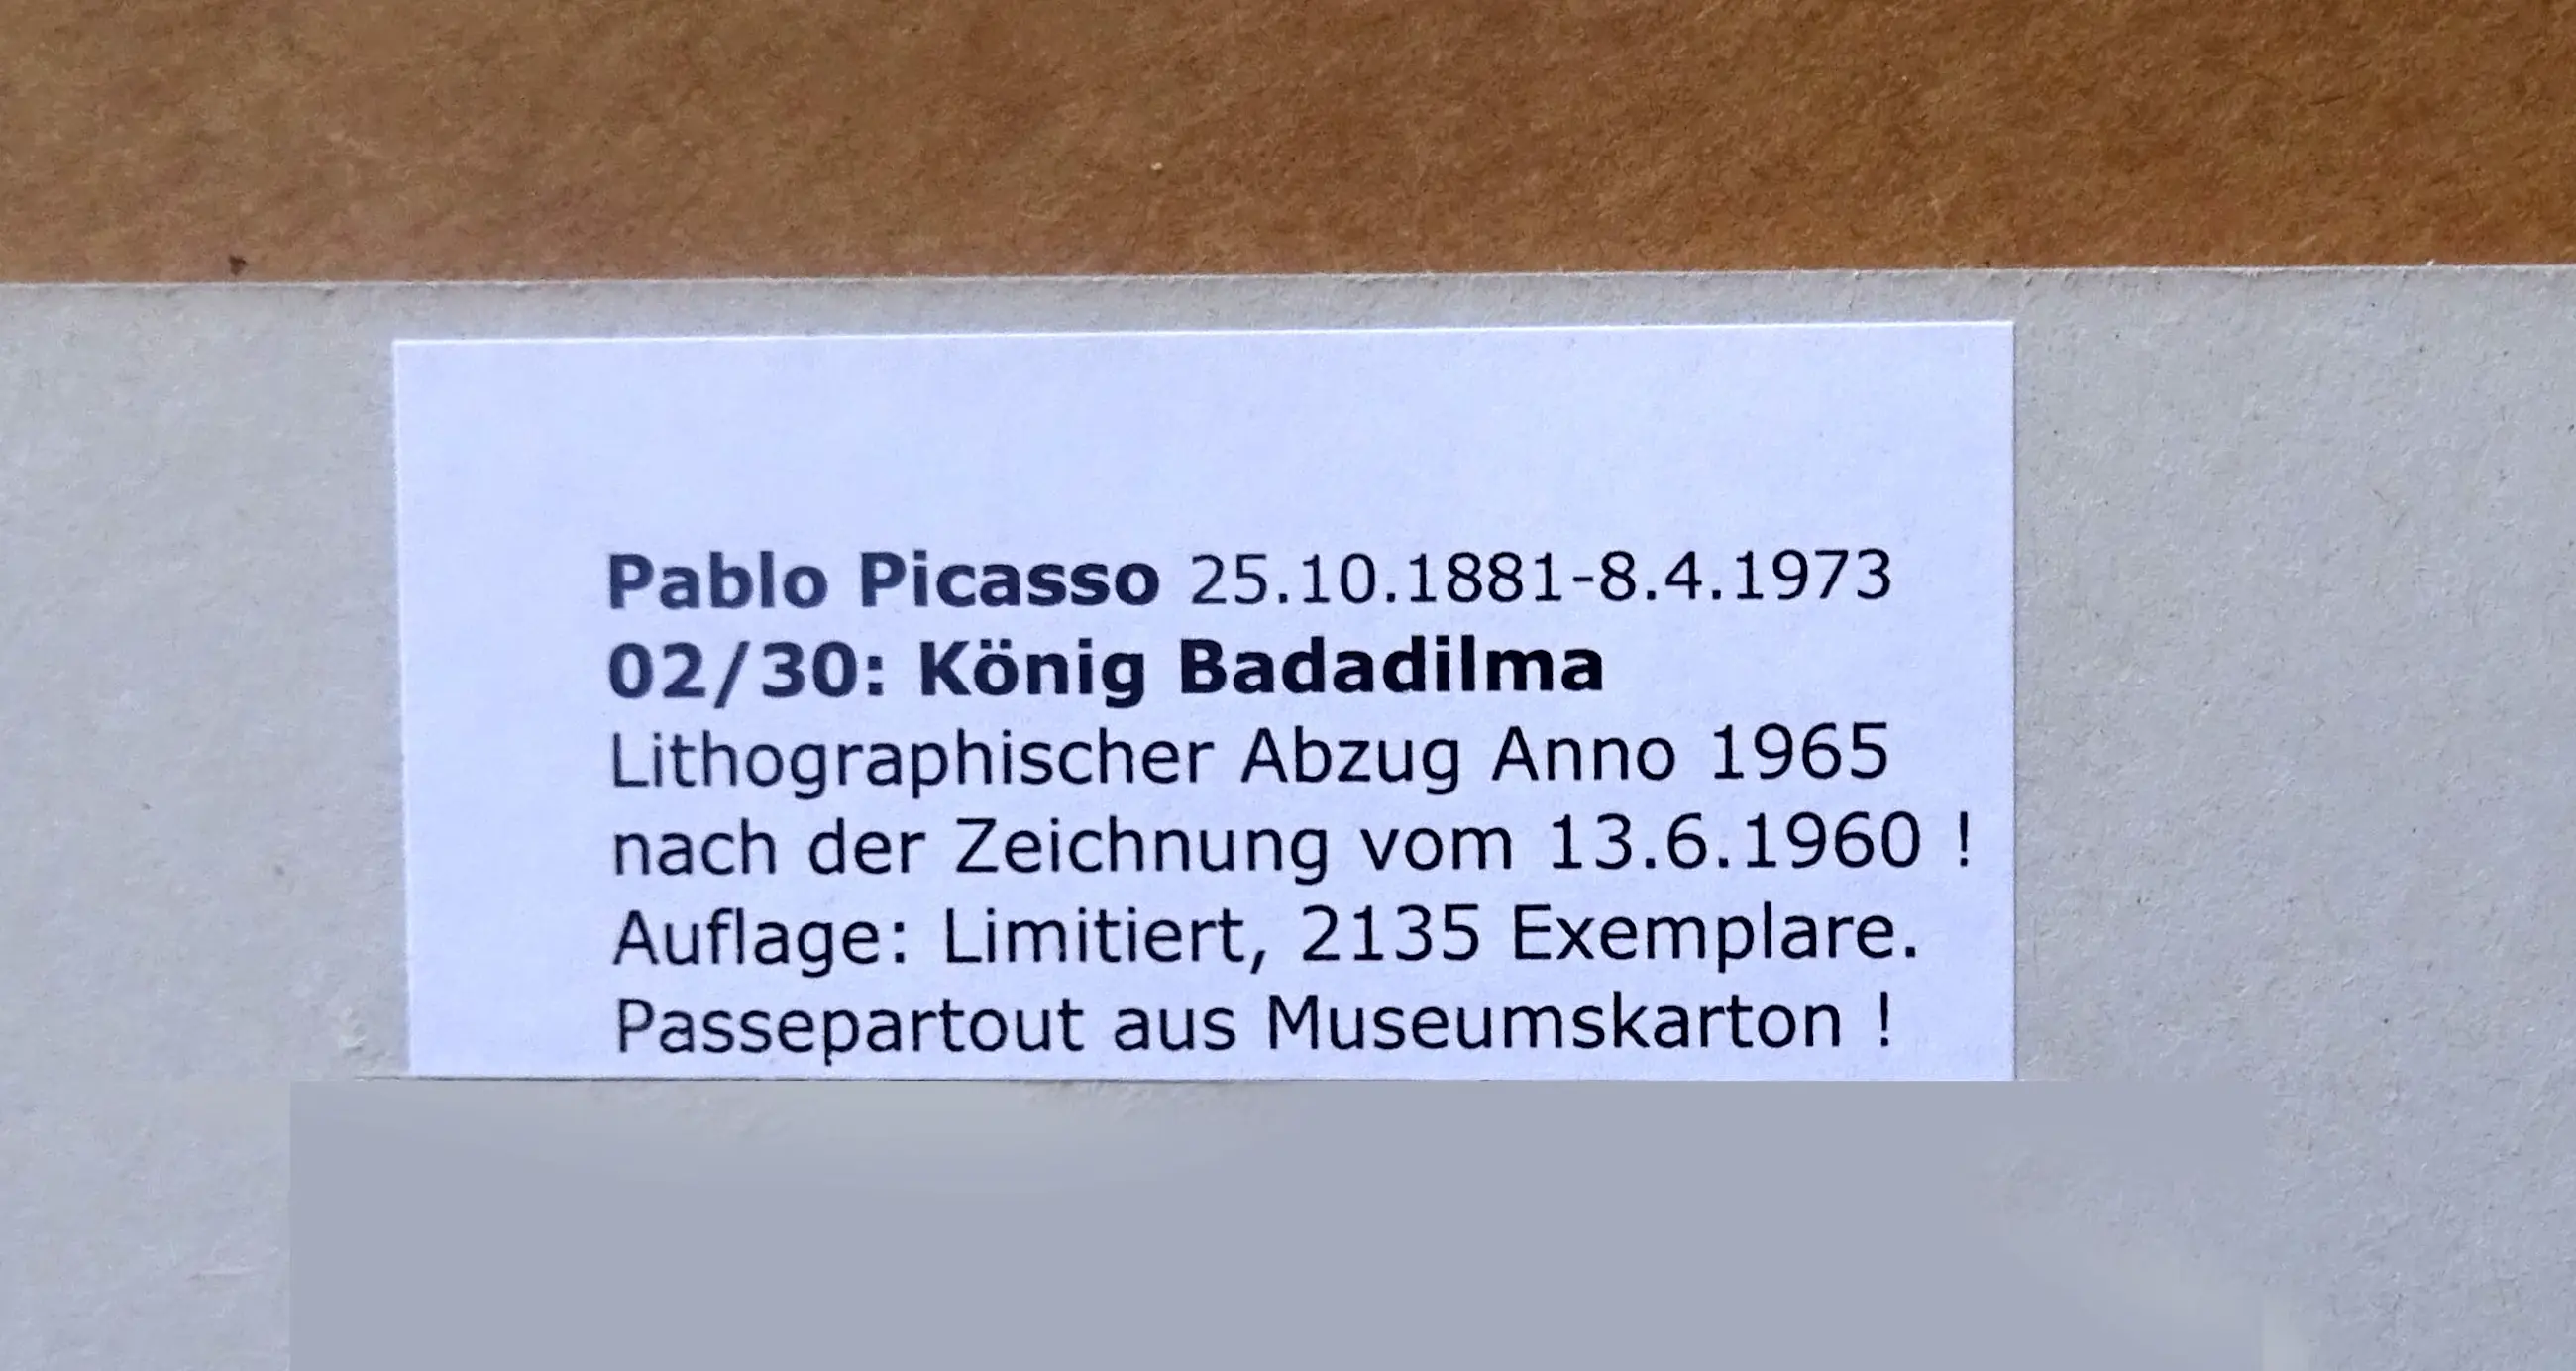 Pablo Picasso 25.10.1881-8.4.1973
02/30: König Badadilma
Lithographischer Abzug Anno 1965
nach der Zeichnung vom 13.6.1960 !
Auflage: Limitiert, 2135 Exemplare.
Passepartout aus Museumskarton !